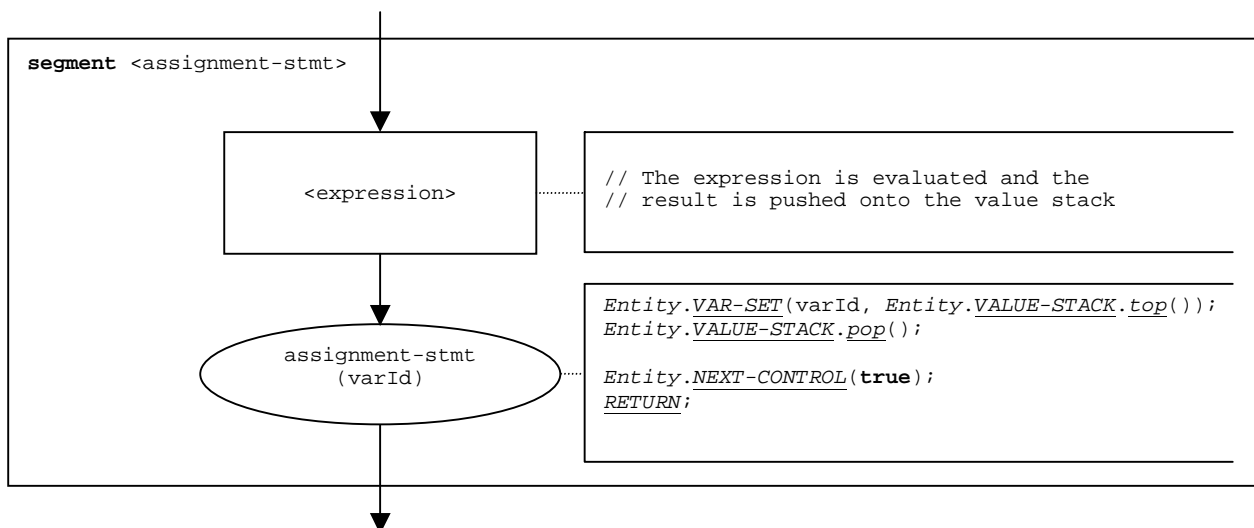 segment <assignment-stmt>
<expression>
// The expression is evaluated and the
// result is pushed onto the value stack
assignment-stmt
(varId)
Entity.VAR-SET(varId, Entity.VALUE-STACK.top());
Entity.VALUE-STACK.pop();
Entity.NEXT-CONTROL(true);
RETURN;